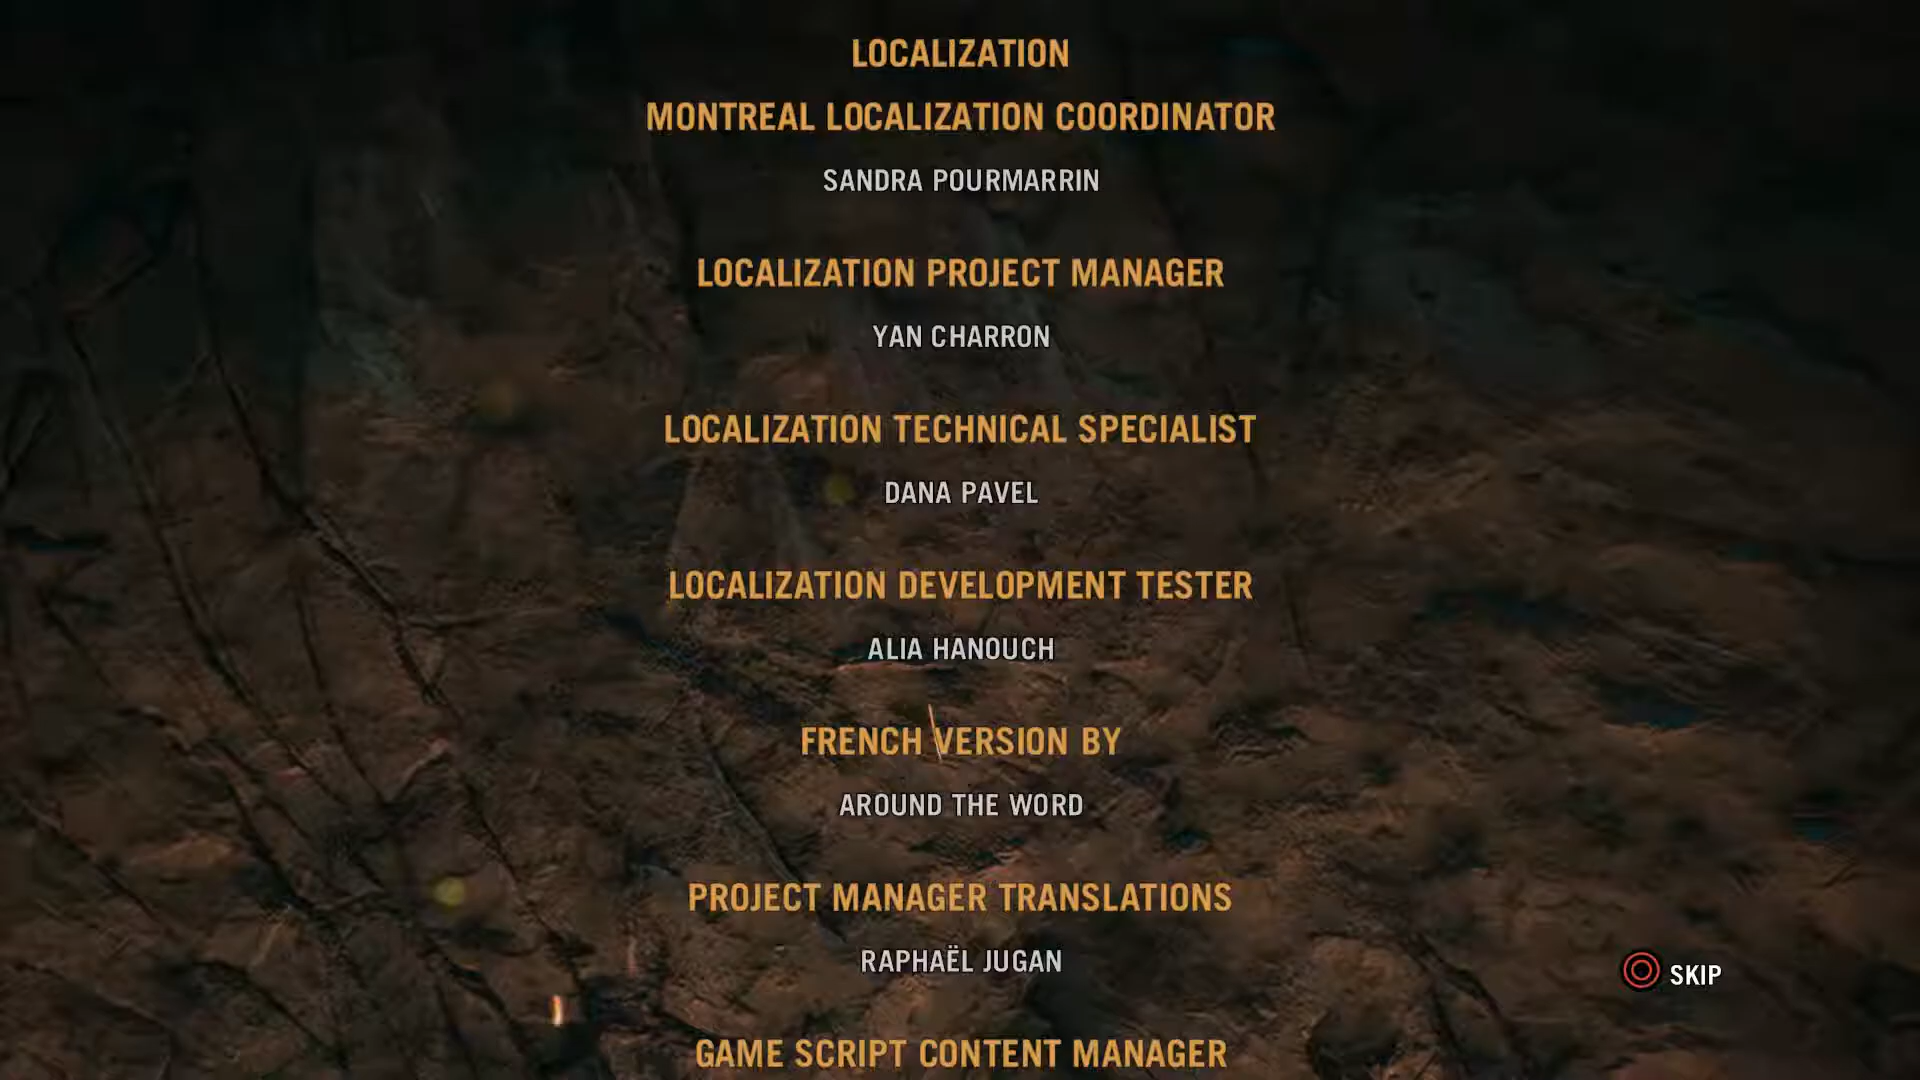 LOCALIZATION
MONTREAL LOCALIZATION COORDINATOR
SANDRA POURMARRIN
LOCALIZATION PROJECT MANAGER
YAN CHARRON
LOCALIZATION TECHNICAL SPECIALIST
DANA PAVEL
LOCALIZATION DEVELOPMENT TESTER
ALIA HANOUCH
FRENCH VERSION BY
AROUND THE WORD
PROJECT MANAGER TRANSLATIONS
RAPHAËL JUGAN
SKIP
GAME SCRIPT CONTENT MANAGER